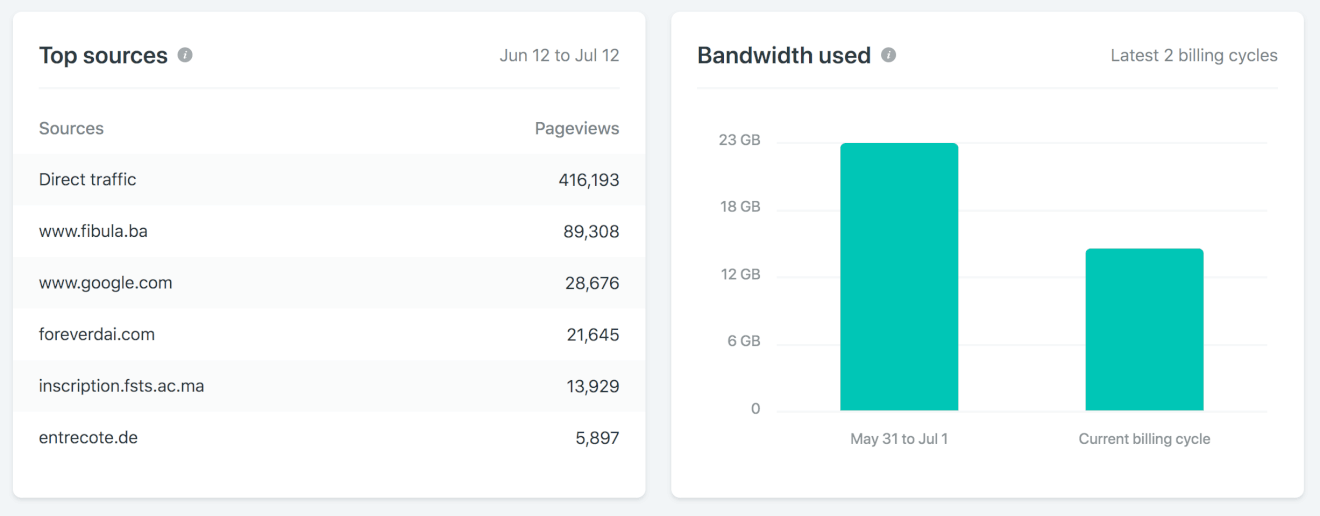 Top sources
Jun 12 to Jul 12
Sources Pageviews
Direct traffic 416,193
www.fibula.ba 89,308
www.google.com 28,676
foreverdai.com 21,645
inscription.fsts.ac.ma 13,929
entrecote.de 5,897
Bandwidth used
Latest 2 billing cycles
23 GB
18 GB
12 GB
6 GB
0
May 31 to Jul 1
Current billing cycle